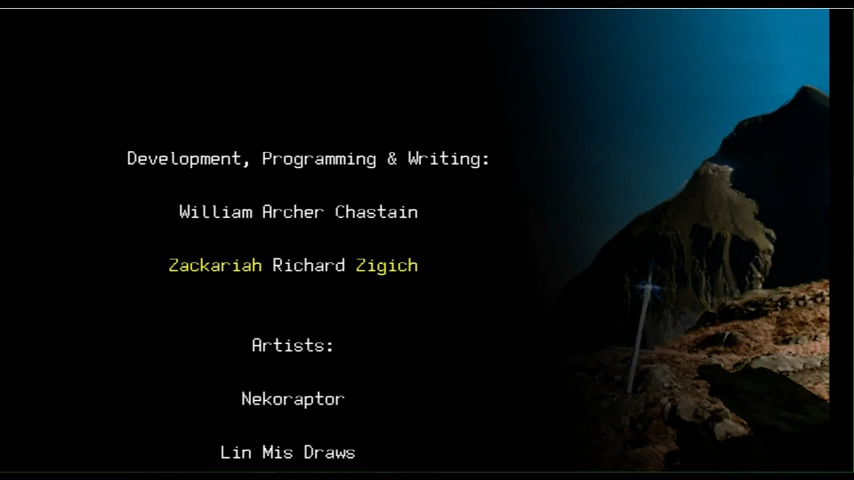 Development, Programming & Writing:
William Archer Chastain
Zackariah Richard Zigich
Artists:
Nekoraptor
Lin Mis Draws